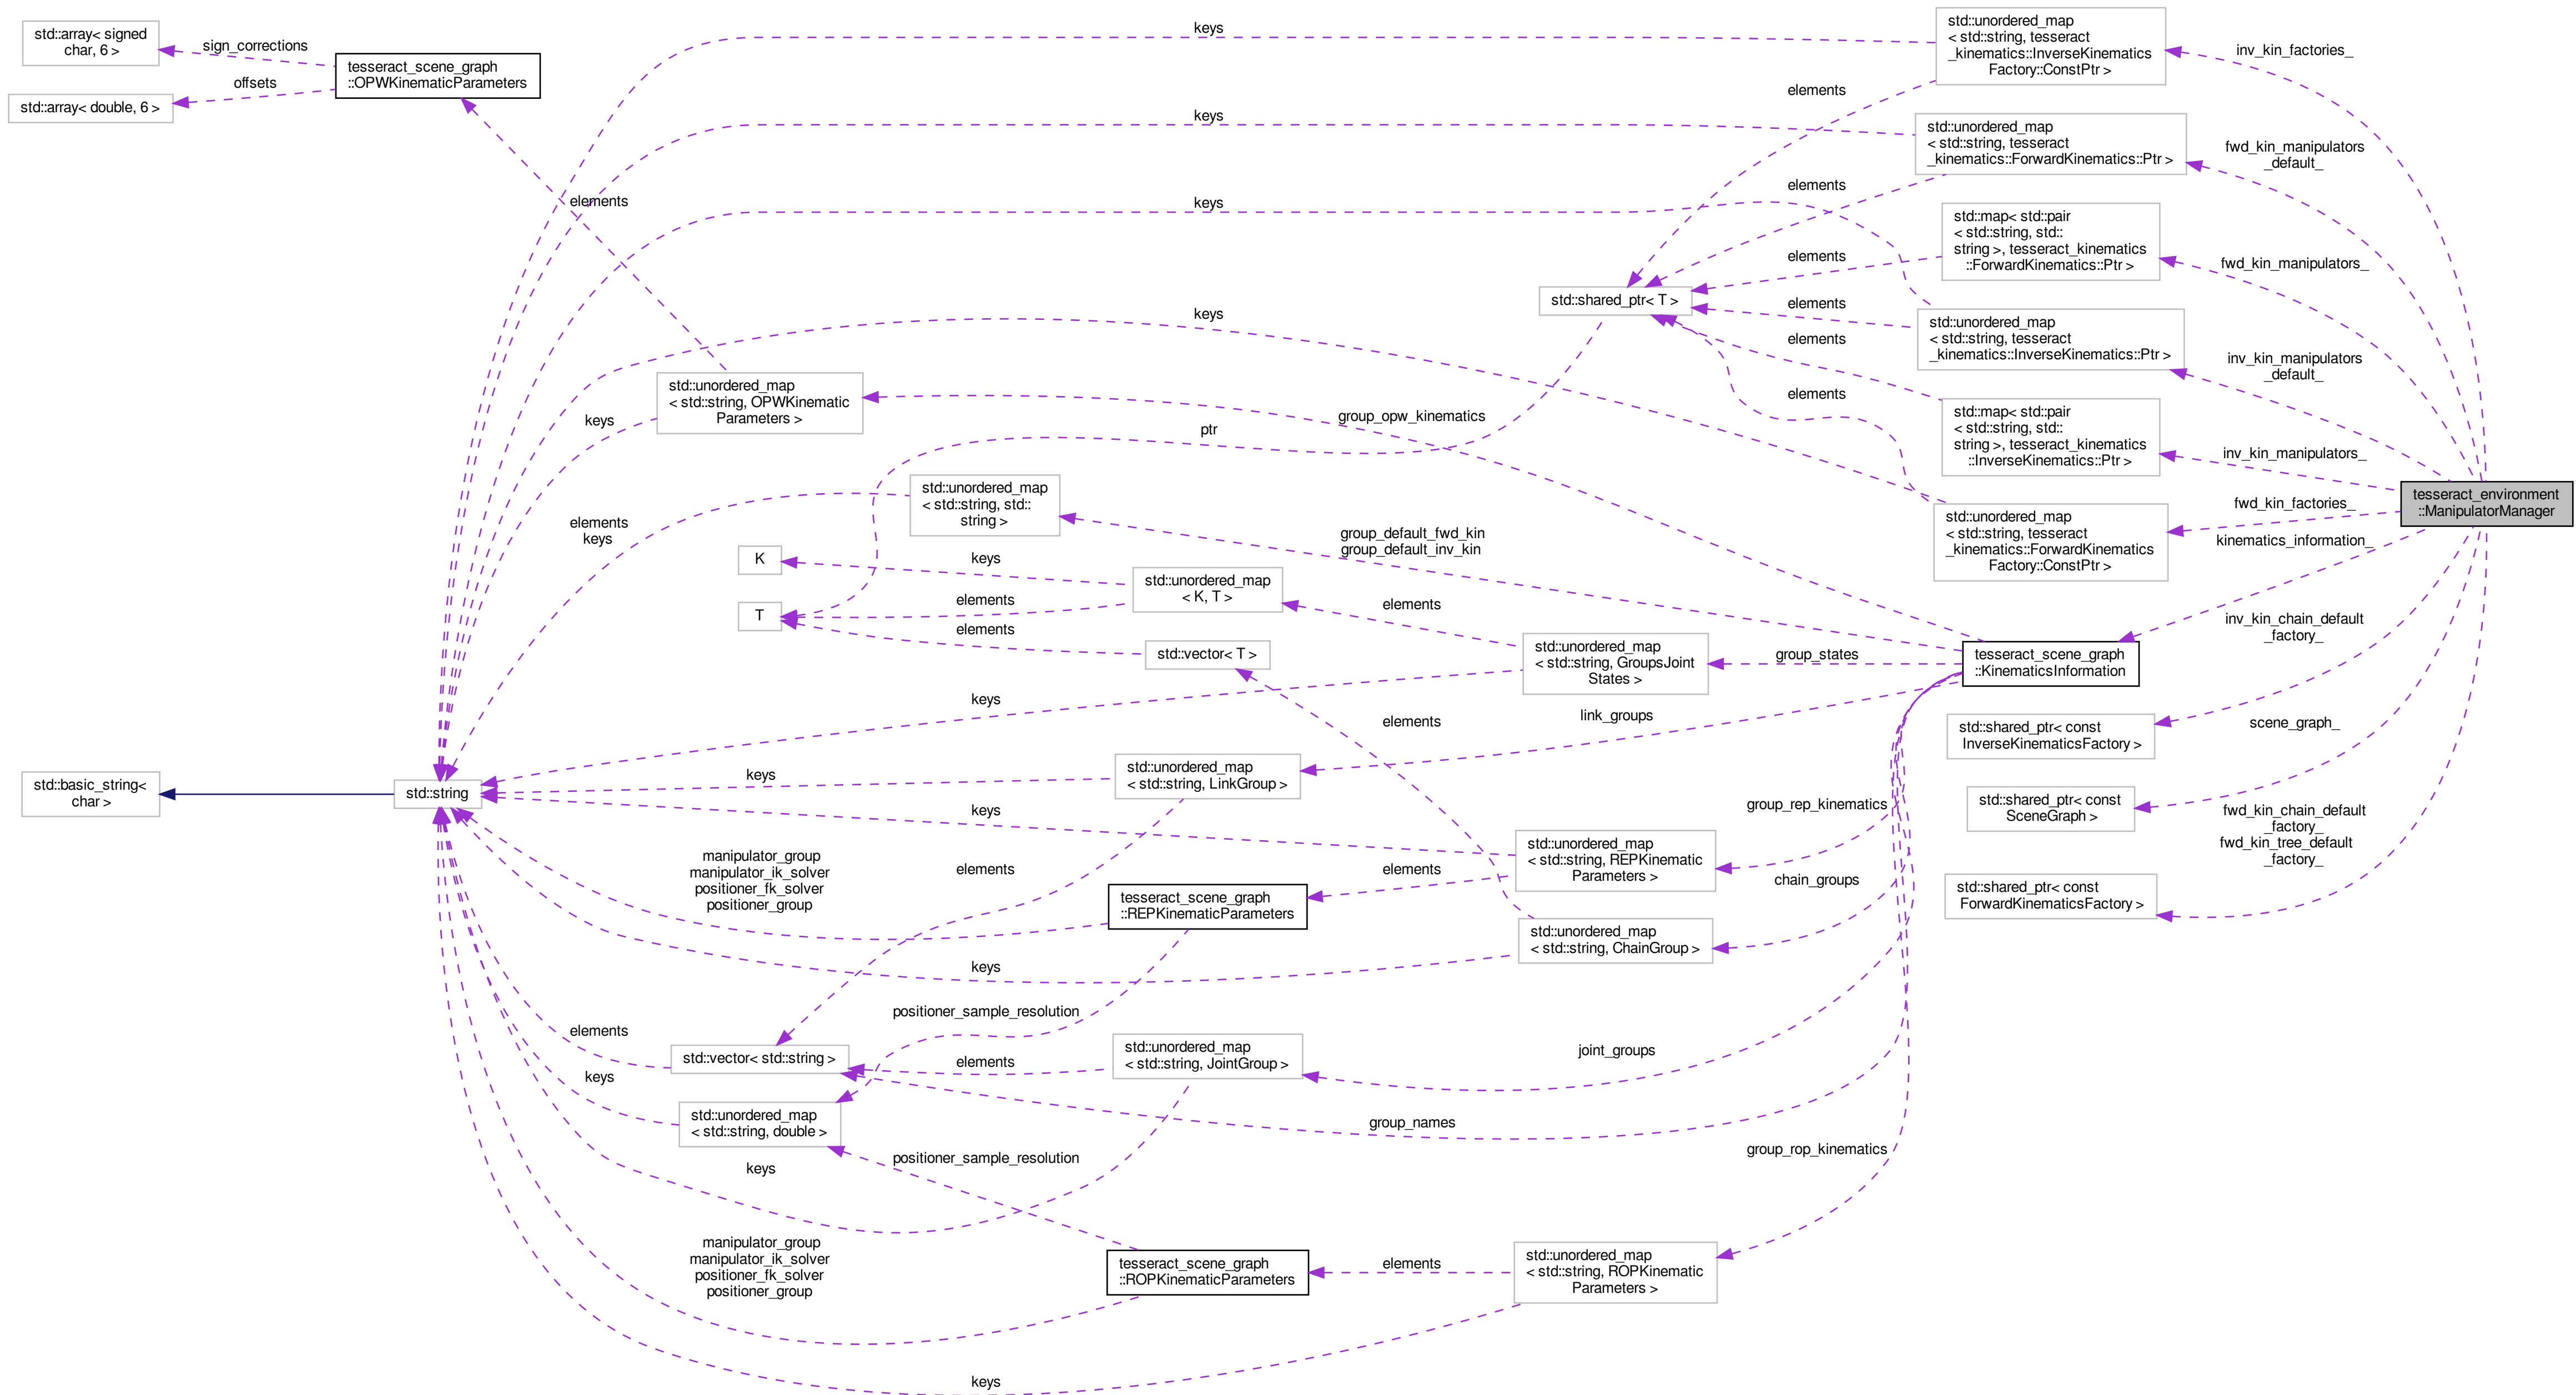 std::array< signed
char, 6 >
sign_corrections
std::array< double, 6 >
offsets
tesseract_scene_graph
::OPWKinematicParameters
elements
std::unordered_map
< std::string, OPWKinematic
Parameters >
keys
keys
keys
keys
keys
std::unordered_map
< std::string, tesseract
_kinematics::InverseKinematics
Factory::ConstPtr >
inv_kin_factories_
elements
std::unordered_map
< std::string, tesseract
_kinematics::ForwardKinematics::Ptr >
fwd_kin_manipulators
_default_
elements
std::map< std::pair
< std::string, std::
string >, tesseract_kinematics
::ForwardKinematics::Ptr >
fwd_kin_manipulators_
elements
std::shared_ptr< T >
elements
std::unordered_map
< std::string, tesseract
_kinematics::InverseKinematics::Ptr >
inv_kin_manipulators
_default_
elements
std::map< std::pair
< std::string, std::
string >, tesseract_kinematics
::InverseKinematics::Ptr >
inv_kin_manipulators_
elements
std::unordered_map
< std::string, tesseract
_kinematics::ForwardKinematics
Factory::ConstPtr >
fwd_kin_factories_
tesseract_environment
::ManipulatorManager
kinematics_information_
group_opw_kinematics
ptr
std::unordered_map
< std::string, std::
string >
elements
keys
group_default_fwd_kin
group_default_inv_kin
K
T
keys
elements
elements
std::unordered_map
< K, T >
elements
std::vector< T >
std::unordered_map
< std::string, GroupsJoint
States >
group_states
tesseract_scene_graph
::KinematicsInformation
inv_kin_chain_default
_factory_
std::shared_ptr< const
InverseKinematicsFactory >
scene_graph_
std::shared_ptr< const
SceneGraph >
fwd_kin_chain_default
_factory_
fwd_kin_tree_default
_factory_
std::shared_ptr< const
ForwardKinematicsFactory >
keys
elements
link_groups
std::basic_string<
char >
std::string
keys
std::unordered_map
< std::string, LinkGroup >
keys
group_rep_kinematics
std::unordered_map
< std::string, REPKinematic
Parameters >
elements
tesseract_scene_graph
::REPKinematicParameters
manipulator_group
manipulator_ik_solver
positioner_fk_solver
positioner_group
elements
chain_groups
std::unordered_map
< std::string, ChainGroup >
keys
positioner_sample_resolution
elements
std::vector< std::string >
elements
std::unordered_map
< std::string, JointGroup >
joint_groups
keys
std::unordered_map
< std::string, double >
group_names
positioner_sample_resolution
keys
group_rop_kinematics
manipulator_group
manipulator_ik_solver
positioner_fk_solver
positioner_group
tesseract_scene_graph
::ROPKinematicParameters
elements
std::unordered_map
< std::string, ROPKinematic
Parameters >
keys